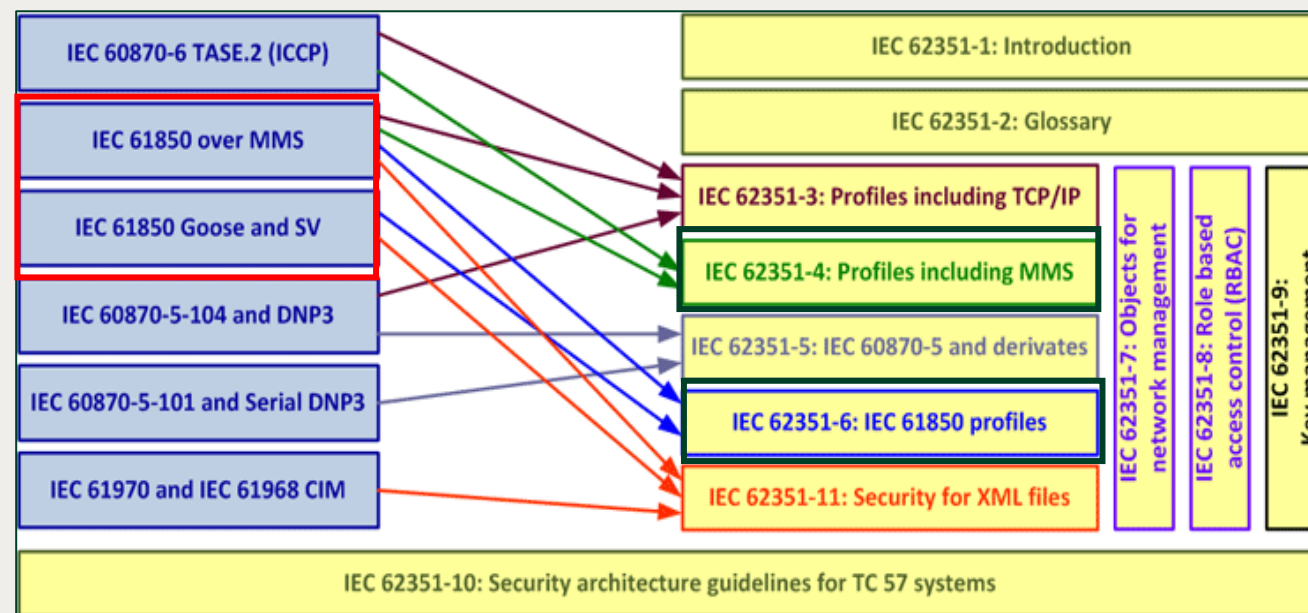 IEC 60870-6 TASE.2 (ICCP)
IEC 61850 over MMS
IEC 61850 Goose and SV
IEC 60870-5-104 and DNP3
IEC 60870-5-101 and Serial DNP3
IEC 61970 and IEC 61968 CIM
IEC 62351-1: Introduction
IEC 62351-2: Glossary
IEC 62351-3: Profiles including TCP/IP
IEC 62351-4: Profiles including MMS
IEC 62351-5: IEC 60870-5 and derivates
IEC 62351-6: IEC 61850 profiles
IEC 62351-11: Security for XML files
IEC 62351-7: Objects for
network management
IEC 62351-8: Role based
access control (RBAC)
IEC 62351-9:
Key management
IEC 62351-10: Security architecture guidelines for TC 57 systems